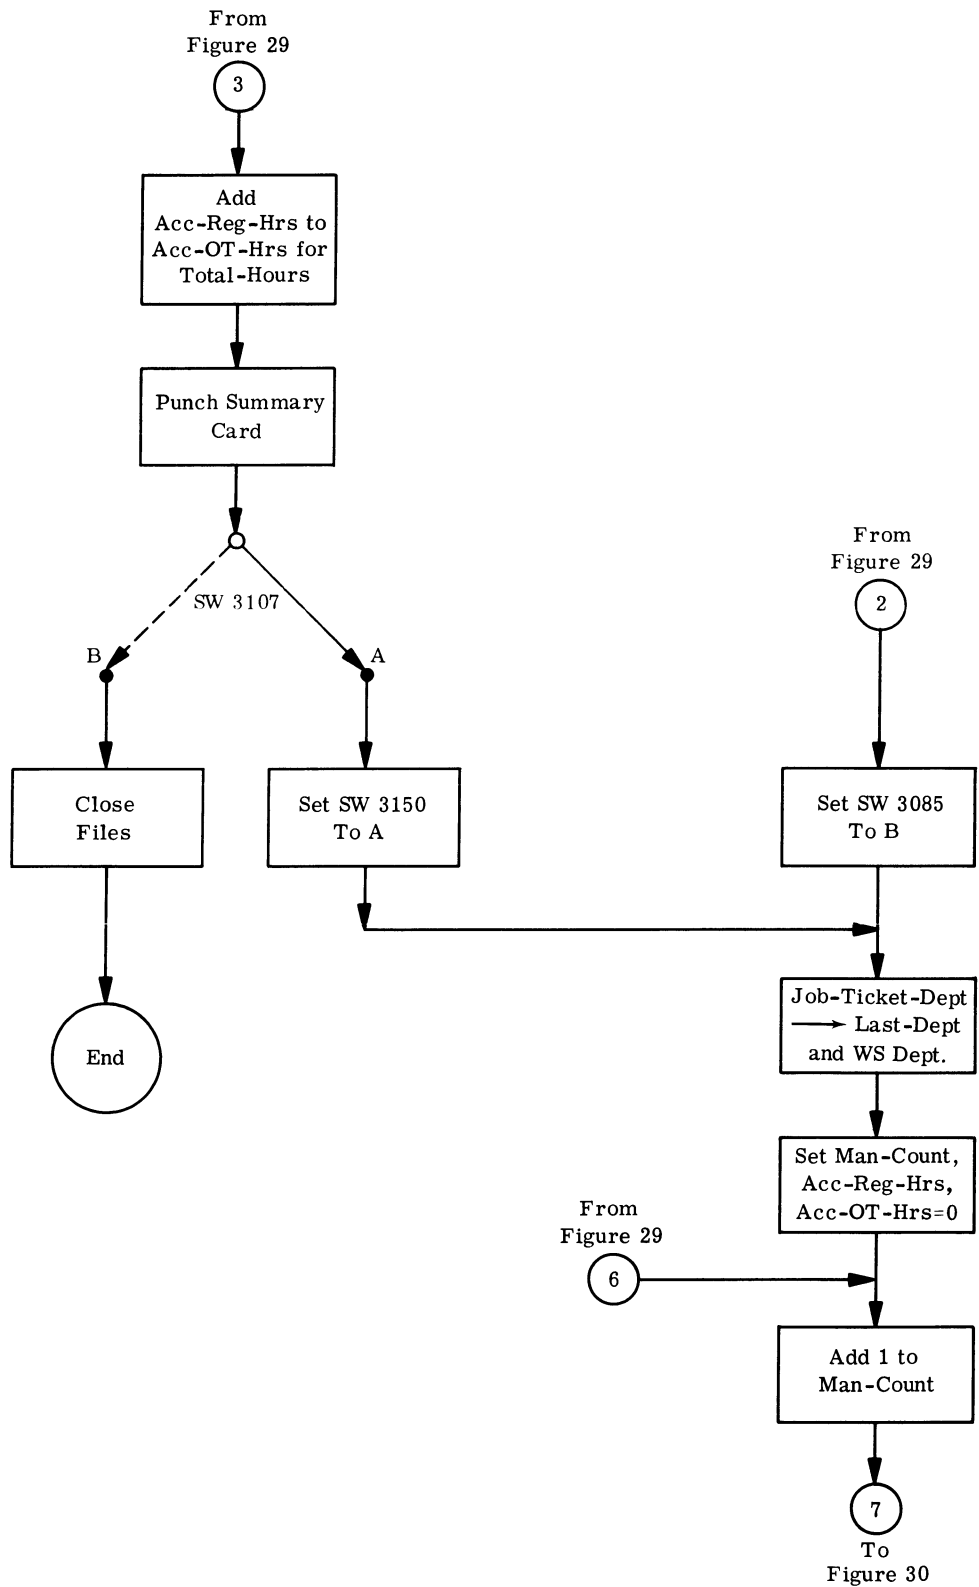 From
Figure 29
3
Add
Acc-Reg-Hrs to
Acc-OT-Hrs for
Total-Hours
Punch Summary
Card
SW 3107
B
A
Close
Files
Set SW 3150
To A
End
From
Figure 29
2
Set SW 3085
To B
Job-Ticket-Dept
→ Last-Dept
and WS Dept.
Set Man-Count,
Acc-Reg-Hrs,
Acc-OT-Hrs=0
From
Figure 29
6
Add 1 to
Man-Count
7
To
Figure 30